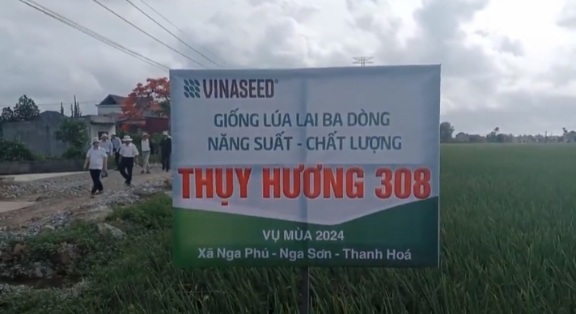 VINASEED®
GIỐNG LÚA LAI BA DÒNG
NĂNG SUẤT - CHẤT LƯỢNG
THỤY HƯƠNG 308
VỤ MÙA 2024
Xã Nga Phú - Nga Sơn - Thanh Hoá